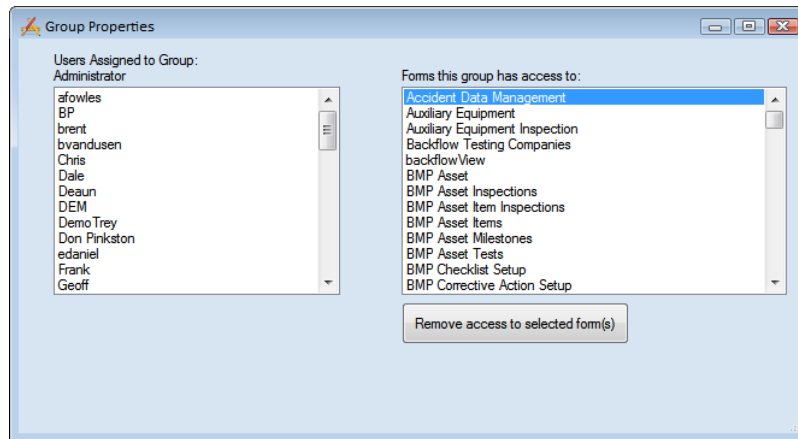 Group Properties
Users Assigned to Group:
Administrator
afowles
BP
brent
bvandusen
Chris
Dale
Deaun
DEM
DemoTrey
Don Pinkston
edaniel
Frank
Geoff
Forms this group has access to:
Accident Data Management
Auxiliary Equipment
Auxiliary Equipment Inspection
Backflow Testing Companies
backflowView
BMP Asset
BMP Asset Inspections
BMP Asset Item Inspections
BMP Asset Items
BMP Asset Milestones
BMP Asset Tests
BMP Checklist Setup
BMP Corrective Action Setup
Remove access to selected form(s)